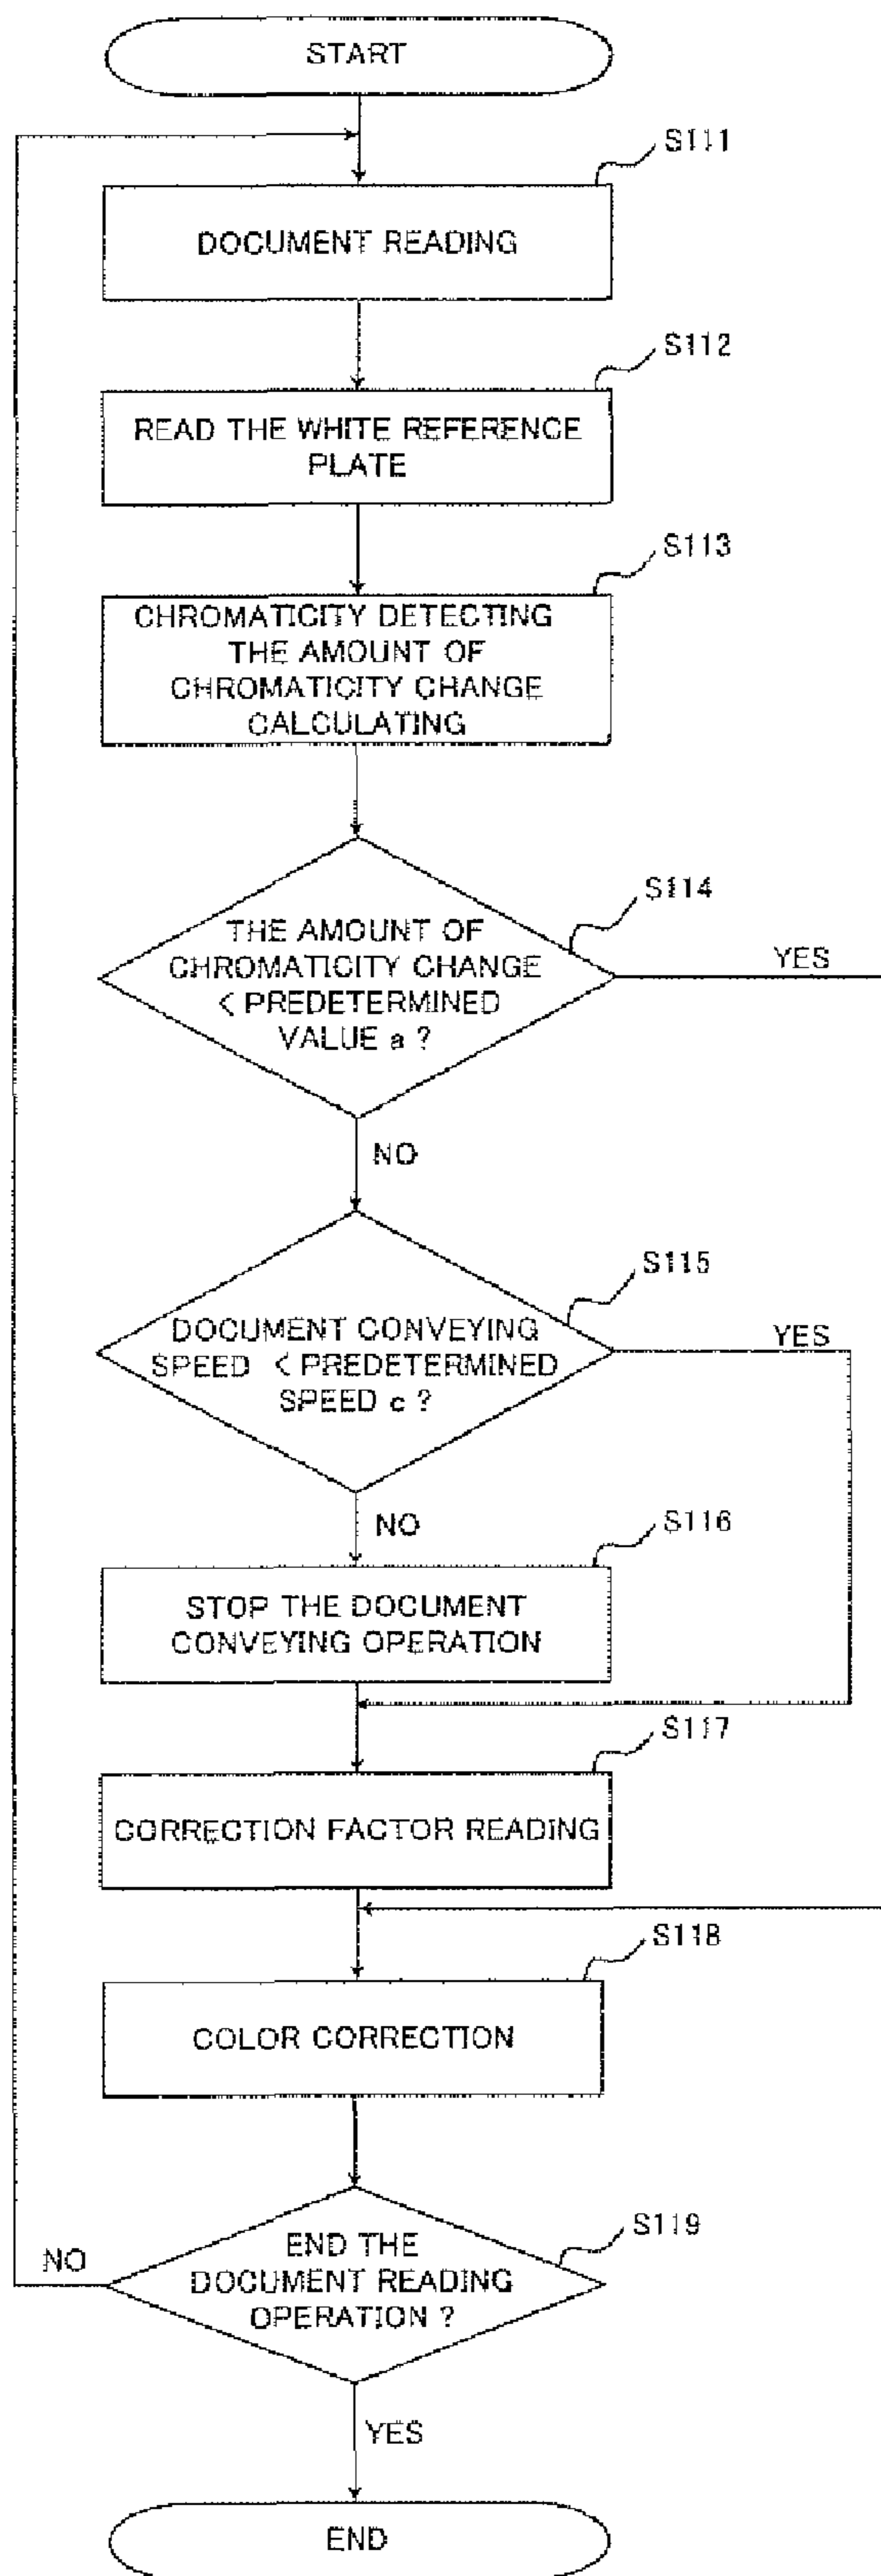 START
S111
DOCUMENT READING
S112
READ THE WHITE REFERENCE
PLATE
S113
CHROMATICITY DETECTING
THE AMOUNT OF
CHROMATICITY CHANGE
CALCULATING
S114
THE AMOUNT OF
CHROMATICITY CHANGE
< PREDETERMINED
VALUE a ?
YES
NO
S115
DOCUMENT CONVEYING
SPEED < PREDETERMINED
SPEED c ?
YES
NO
S116
STOP THE DOCUMENT
CONVEYING OPERATION
S117
CORRECTION FACTOR READING
S118
COLOR CORRECTION
S119
END THE
DOCUMENT READING
OPERATION ?
NO
YES
END